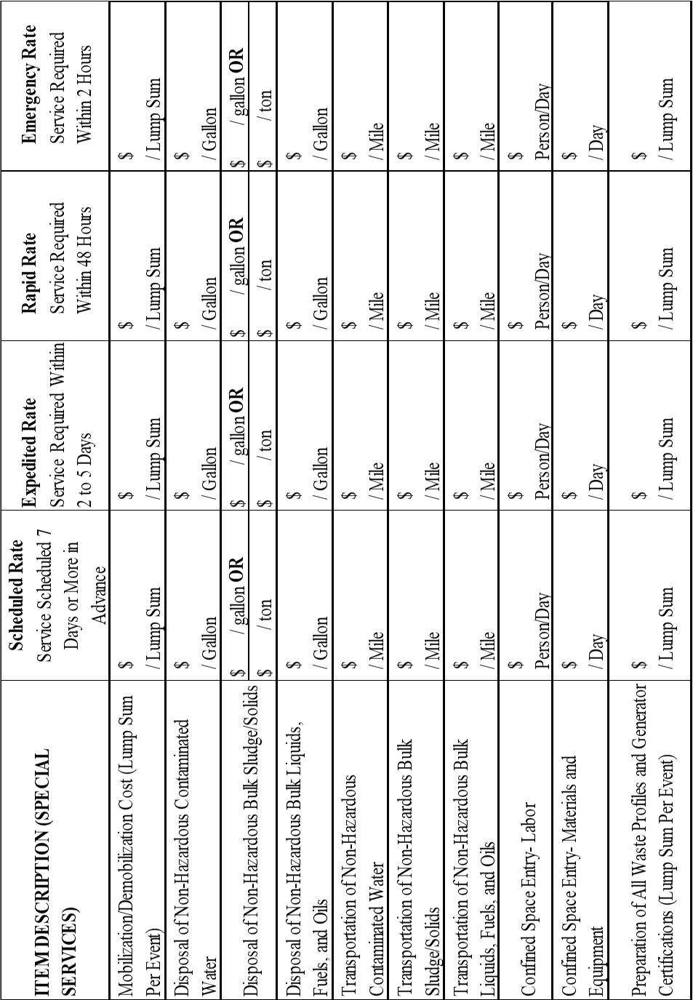 ITEM DESCRIPTION (SPECIAL
SERVICES)
Scheduled Rate
Service Scheduled 7
Days or More in
Advance
Expedited Rate
Service Required Within
2 to 5 Days
Rapid Rate
Service Required
Within 48 Hours
Emergency Rate
Service Required
Within 2 Hours
Mobilization/Demobilization Cost (Lump Sum
Per Event)
$
/ Lump Sum
$
/ Lump Sum
$
/ Lump Sum
$
/ Lump Sum
Disposal of Non-Hazardous Contaminated
Water
$
/ Gallon
$
/ Gallon
$
/ Gallon
$
/ Gallon
Disposal of Non-Hazardous Bulk Sludge/Solids
$ / gallon OR
$ / ton
$ / gallon OR
$ / ton
$ / gallon OR
$ / ton
$ / gallon OR
$ / ton
Disposal of Non-Hazardous Bulk Liquids,
Fuels, and Oils
$
/ Gallon
$
/ Gallon
$
/ Gallon
$
/ Gallon
Transportation of Non-Hazardous
Contaminated Water
$
/ Mile
$
/ Mile
$
/ Mile
$
/ Mile
Transportation of Non-Hazardous Bulk
Sludge/Solids
$
/ Mile
$
/ Mile
$
/ Mile
$
/ Mile
Transportation of Non-Hazardous Bulk
Liquids, Fuels, and Oils
$
/ Mile
$
/ Mile
$
/ Mile
$
/ Mile
Confined Space Entry- Labor
$
Person/Day
$
Person/Day
$
Person/Day
$
Person/Day
Confined Space Entry- Materials and
Equipment
$
/ Day
$
/ Day
$
/ Day
$
/ Day
Preparation of All Waste Profiles and Generator
Certifications (Lump Sum Per Event)
$
/ Lump Sum
$
/ Lump Sum
$
/ Lump Sum
$
/ Lump Sum